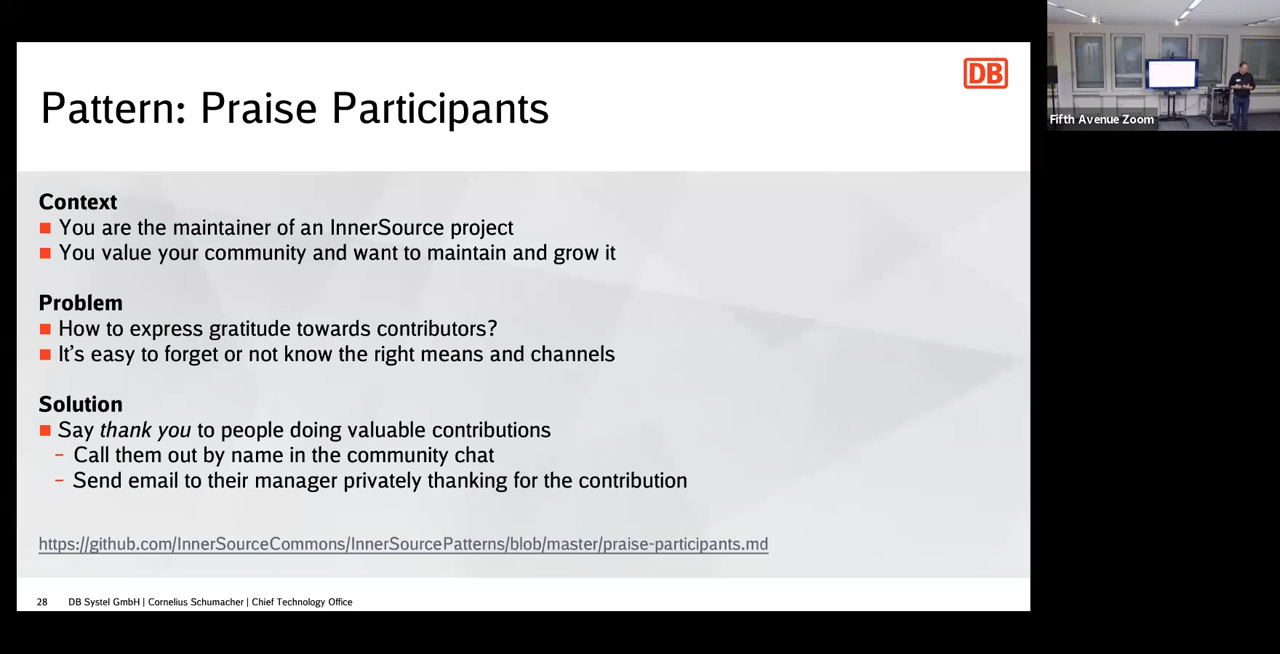 DB
Pattern: Praise Participants
Context
You are the maintainer of an InnerSource project
You value your community and want to maintain and grow it
Problem
How to express gratitude towards contributors?
It's easy to forget or not know the right means and channels
Solution
Say thank you to people doing valuable contributions
– Call them out by name in the community chat
– Send email to their manager privately thanking for the contribution
https://github.com/InnerSourceCommons/InnerSourcePatterns/blob/master/praise-participants.md
28 DB Systel GmbH | Cornelius Schumacher | Chief Technology Office
Fifth Avenue Zoom